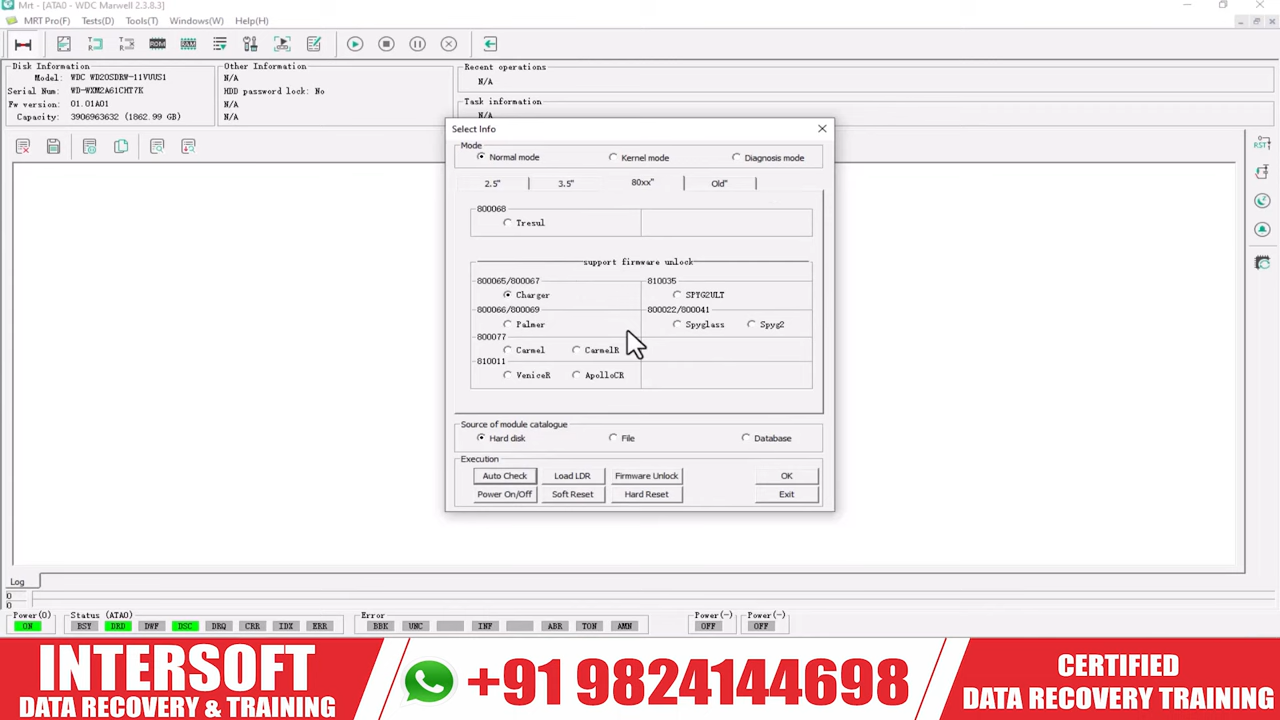 Mrt - [ATA0 - WDC Marwell 2.3.8.3]
MRT Pro(F) Tests(D) Tools(T) Windows(W) Help(H)
ROM
Disk Information
Model: WDC WD20SDRW-11VUUS1
Serial Num: WD-WXM2A61CHT7K
Fw version: 01.01A01
Capacity: 3906963632 (1862.99 GB)
Other Information
N/A
HDD password lock: No
N/A
N/A
Recent operations
N/A
Task information
N/A
RST
Select Info
Mode
Normal mode Kernel mode Diagnosis mode
2.5" 3.5" 80xx" Old"
800068
Tresul
support firmware unlock
800065/800067 810035
Charger SPYG2ULT
800066/800069 800022/800041
Palmer Spyglass Spyg2
800077
Carmel CarmelR
810011
VeniceR ApolloCR
Source of module catalogue
Hard disk File Database
Execution
Auto Check Load LDR Firmware Unlock OK
Power On/Off Soft Reset Hard Reset Exit
Log
0
0
Power(0) Status (ATA0) Error Power(-) Power(-)
ON BSY DRD DWF DSC DRQ CRR IDX ERR BBK UNC INF ABR TON AMN OFF OFF
INTERSOFT
DATA RECOVERY & TRAINING
+91 9824144698
CERTIFIED
DATA RECOVERY TRAINING